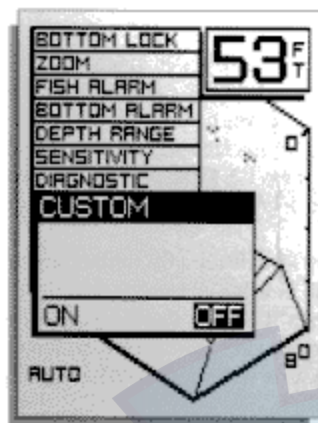 BOTTOM LOCK
ZOOM
FISH ALARM
BOTTOM ALARM
DEPTH RANGE
SENSITIVITY
DIAGNOSTIC
CUSTOM
ON OFF
53 FT
0
80
AUTO